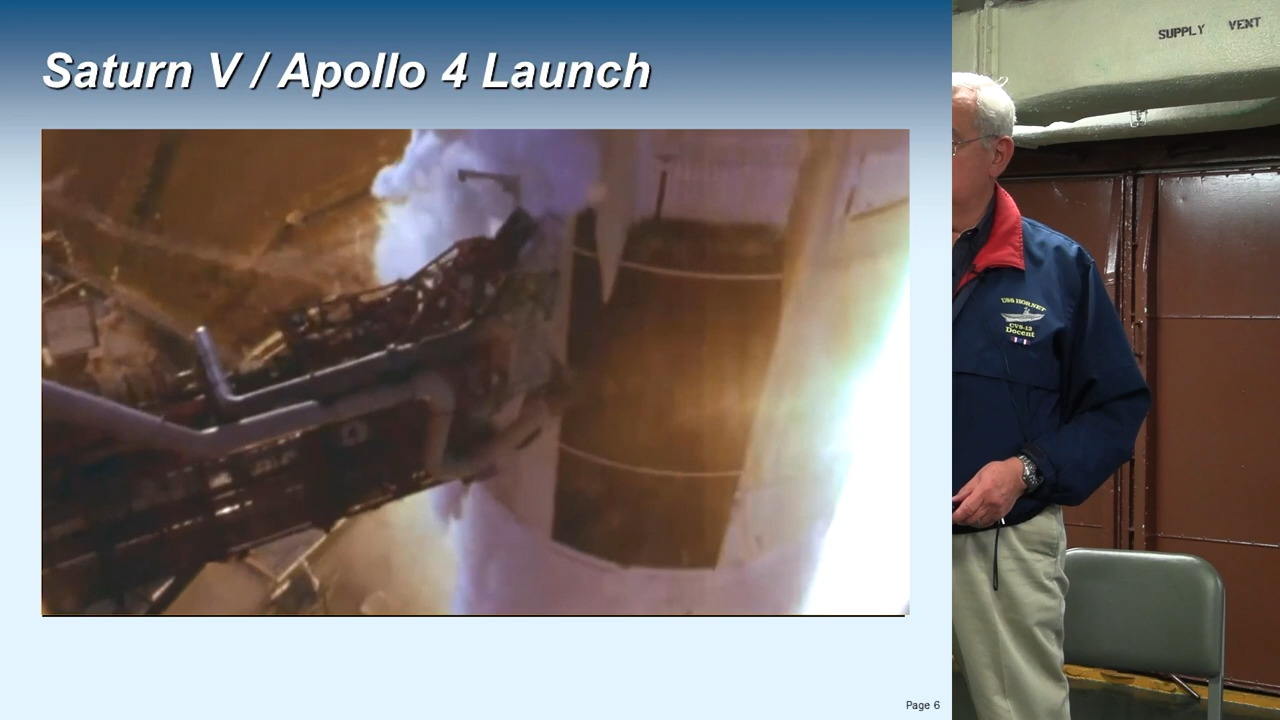 Saturn V / Apollo 4 Launch
Page 6
SUPPLY VENT
USS HORNET
CVS-12
Docent